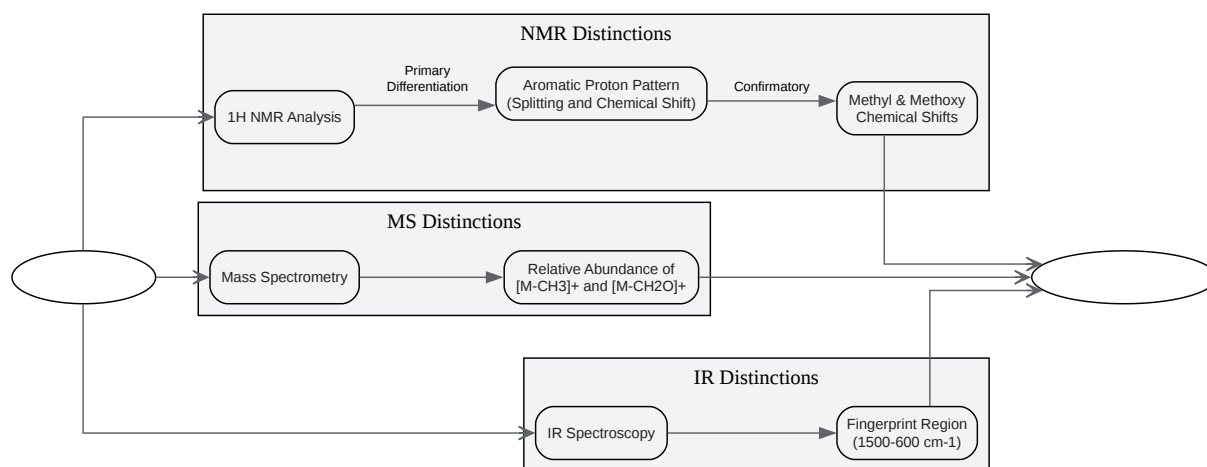 NMR Distinctions
Primary
Differentiation
Aromatic Proton Pattern
(Splitting and Chemical Shift)
Confirmatory
1H NMR Analysis
Methyl & Methoxy
Chemical Shifts
MS Distinctions
Mass Spectrometry
Relative Abundance of
[M-CH3]+ and [M-CH2O]+
IR Distinctions
IR Spectroscopy
Fingerprint Region
(1500-600 cm-1)